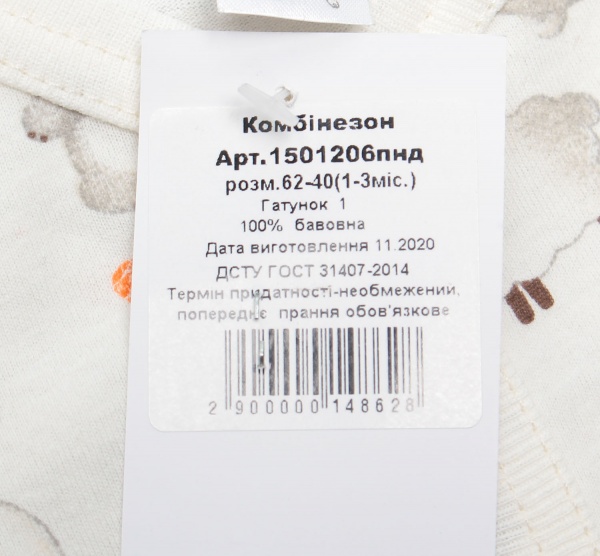 Комбінезон
Арт.1501206пнд
розм.62-40(1-3міс.)
Гатунок 1
100% бавовна
Дата виготовлення 11.2020
ДСТУ ГОСТ 31407-2014
Термін придатності-необмежений,
попереднє прання обов'язкове
2 900000 148628